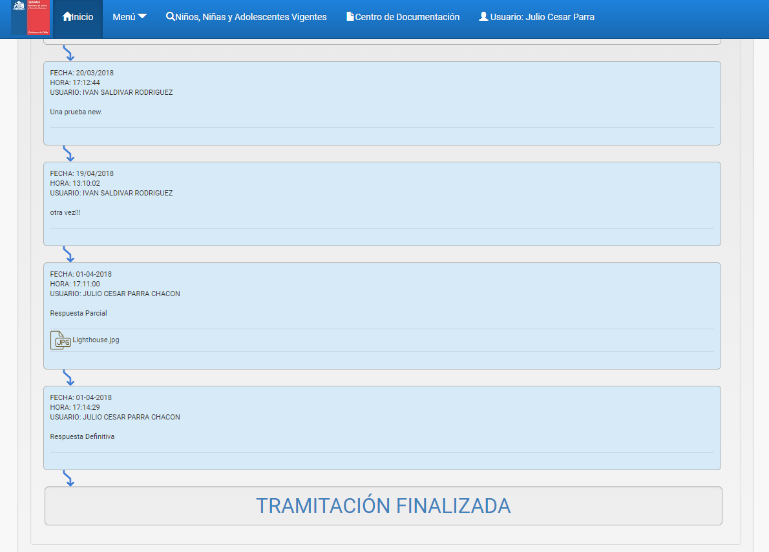 Inicio
Menú
Niños, Niñas y Adolescentes Vigentes
Centro de Documentación
Usuario: Julio Cesar Parra
FECHA: 20/03/2018
HORA: 17:12:44
USUARIO: IVAN SALDIVAR RODRIGUEZ
Una prueba new
FECHA: 19/04/2018
HORA: 13:10:02
USUARIO: IVAN SALDIVAR RODRIGUEZ
otra vez!!!
FECHA: 01-04-2018
HORA: 17:11:00
USUARIO: JULIO CESAR PARRA CHACON
Respuesta Parcial
JPG Lighthouse.jpg
FECHA: 01-04-2018
HORA: 17:14:29
USUARIO: JULIO CESAR PARRA CHACON
Respuesta Definitiva
TRAMITACIÓN FINALIZADA